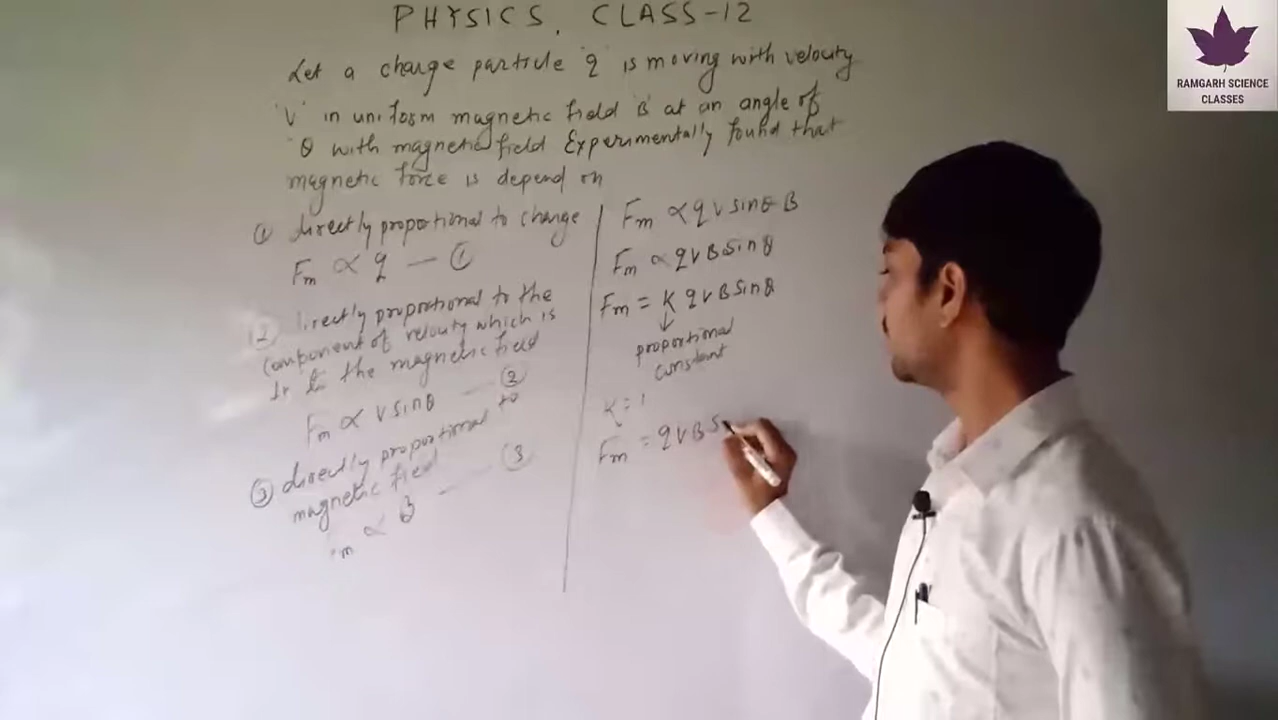 PHYSICS, CLASS-12
Let a charge particle 'q' is moving with velocity
'V' in uniform magnetic field 'B' at an angle of
'θ with magnetic field Experimentally found that
magnetic force is depend on
① directly proportional to charge
Fm ∝ q — ①
② directly proportional to the
component of velocity which is
to the magnetic field
Fm ∝ V sinθ — ②
③ directly proportional to
magnetic field — ③
Fm ∝ B
Fm ∝ q V sinθ B
Fm ∝ q V B sinθ
Fm = K q V B sinθ
↓
proportional
constant
K = 1
Fm = q V B S
RAMGARH SCIENCE
CLASSES